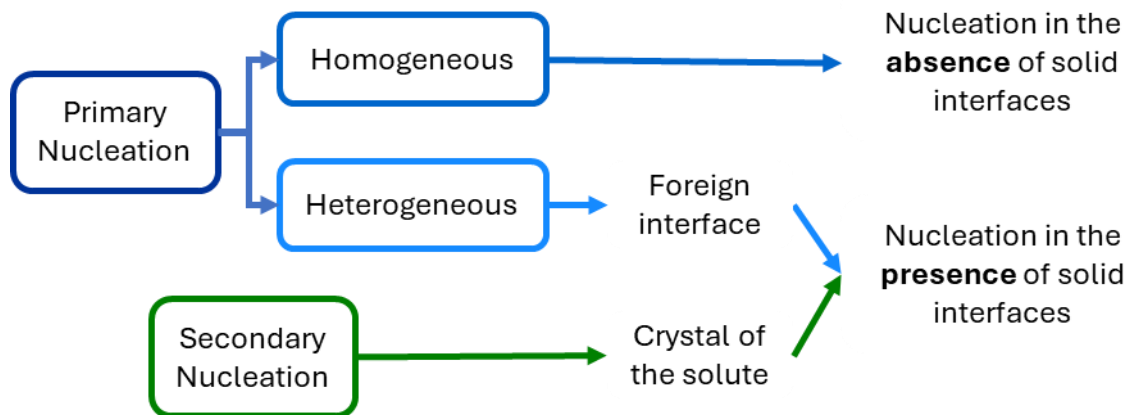 Primary
Nucleation
Homogeneous
Nucleation in the
absence of solid
interfaces
Heterogeneous
Foreign
interface
Nucleation in the
presence of solid
interfaces
Secondary
Nucleation
Crystal of
the solute